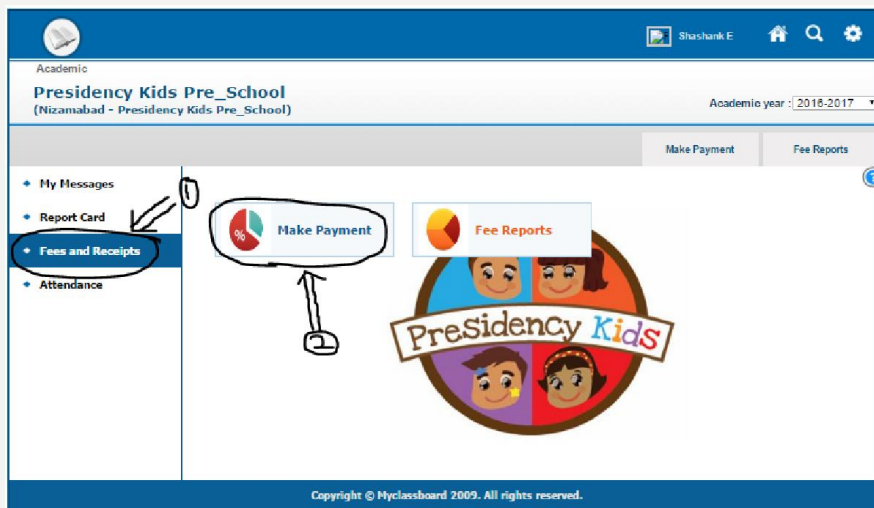 Shashank E
Academic
Presidency Kids Pre_School
(Nizamabad - Presidency Kids Pre_School)
Academic year : 2016-2017
Make Payment
Fee Reports
My Messages
1
Report Card
Fees and Receipts
Attendance
%
Make Payment
Fee Reports
2
Presidency Kids
?
Copyright © Myclassboard 2009. All rights reserved.